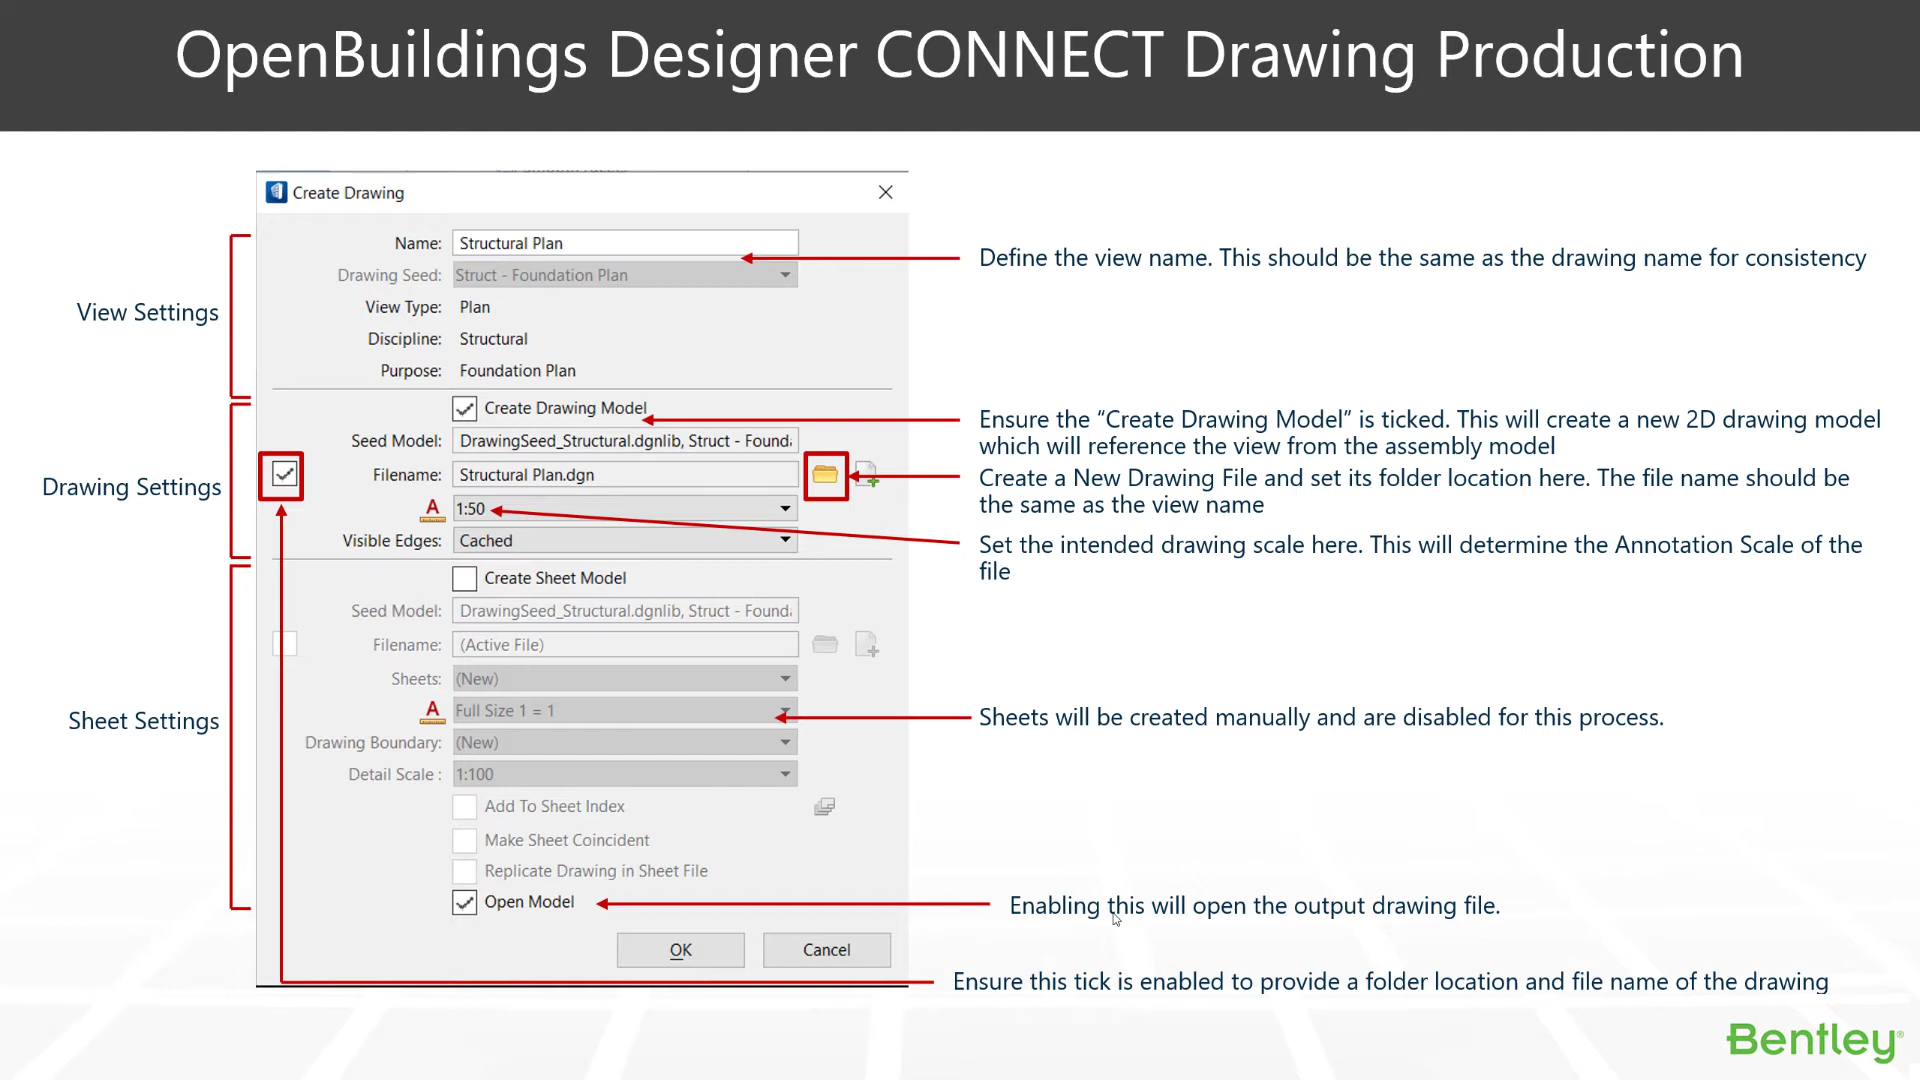 OpenBuildings Designer CONNECT Drawing Production
Create Drawing
View Settings
Name: Structural Plan
Define the view name. This should be the same as the drawing name for consistency
Drawing Seed: Struct - Foundation Plan
View Type: Plan
Discipline: Structural
Purpose: Foundation Plan
Drawing Settings
Create Drawing Model
Ensure the “Create Drawing Model” is ticked. This will create a new 2D drawing model
which will reference the view from the assembly model
Seed Model: DrawingSeed_Structural.dgnlib, Struct - Founda
Filename: Structural Plan.dgn
Create a New Drawing File and set its folder location here. The file name should be
the same as the view name
A 1:50
Set the intended drawing scale here. This will determine the Annotation Scale of the
file
Visible Edges: Cached
Sheet Settings
Create Sheet Model
Seed Model: DrawingSeed_Structural.dgnlib, Struct - Founda
Filename: (Active File)
Sheets: (New)
A Full Size 1 = 1
Sheets will be created manually and are disabled for this process.
Drawing Boundary: (New)
Detail Scale : 1:100
Add To Sheet Index
Make Sheet Coincident
Replicate Drawing in Sheet File
Open Model
Enabling this will open the output drawing file.
OK Cancel
Ensure this tick is enabled to provide a folder location and file name of the drawing
Bentley®